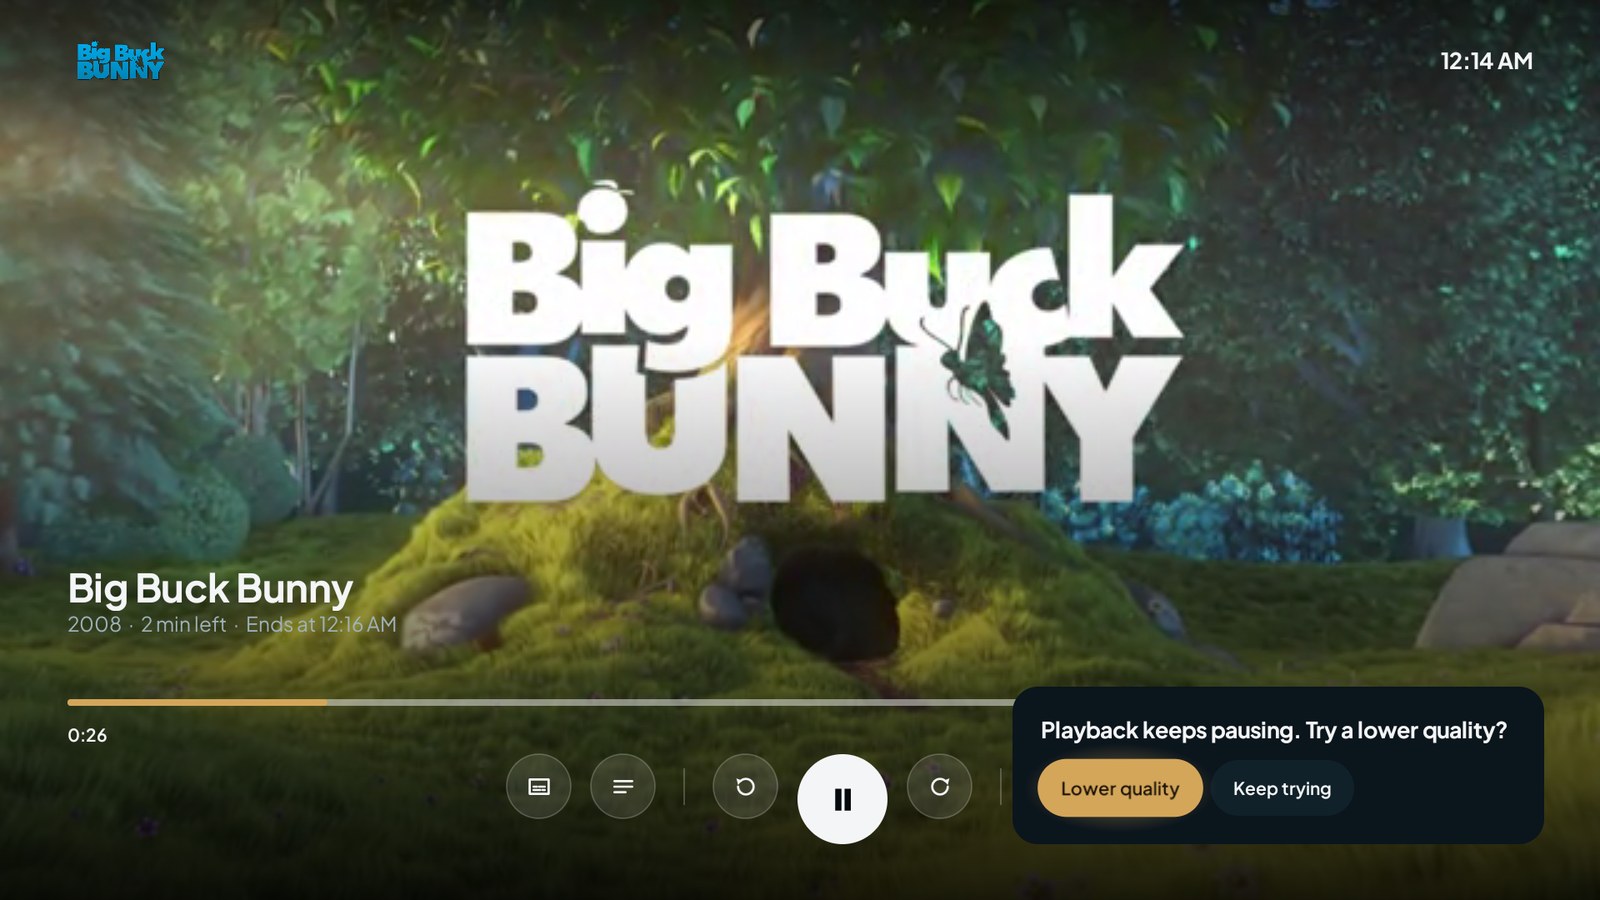 Big Buck
BUNNY
12:14 AM
Big Buck
BUNNY
Big Buck Bunny
2008 · 2 min left · Ends at 12:16 AM
0:26
Playback keeps pausing. Try a lower quality?
Lower quality
Keep trying